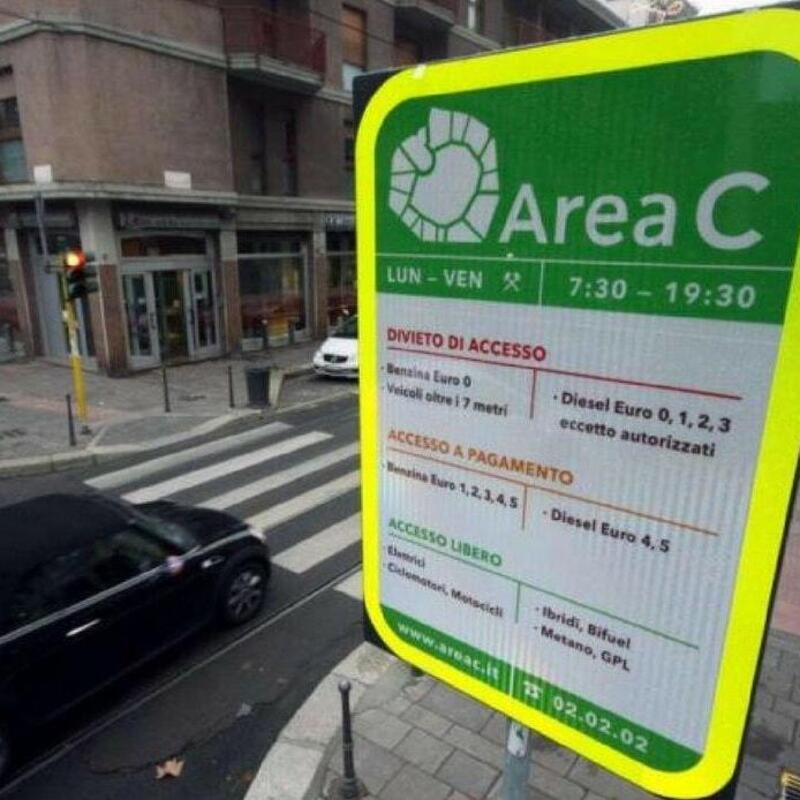 Area C
LUN – VEN 7:30 – 19:30
DIVIETO DI ACCESSO
· Benzina Euro 0
· Veicoli oltre i 7 metri
· Diesel Euro 0, 1, 2, 3
eccetto autorizzati
ACCESSO A PAGAMENTO
· Benzina Euro 1, 2, 3, 4, 5
· Diesel Euro 4, 5
ACCESSO LIBERO
· Elettrici
· Ciclomotori, Motocicli
· Ibridi, Bifuel
· Metano, GPL
www.areac.it 02.02.02